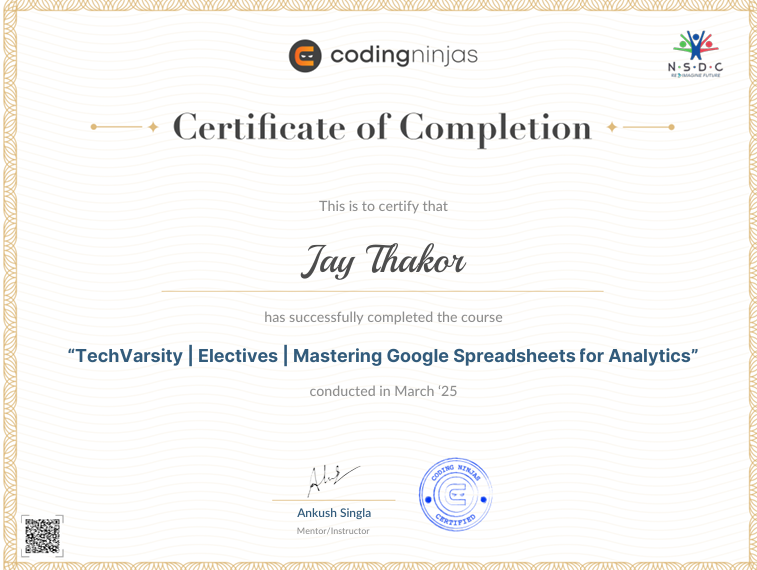 codingninjas
N·S·D·C
RE IMAGINE FUTURE
Certificate of Completion
This is to certify that
Jay Thakor
has successfully completed the course
“TechVarsity | Electives | Mastering Google Spreadsheets for Analytics”
conducted in March ‘25
CODING NINJAS
CERTIFIED
Ankush Singla
Mentor/Instructor